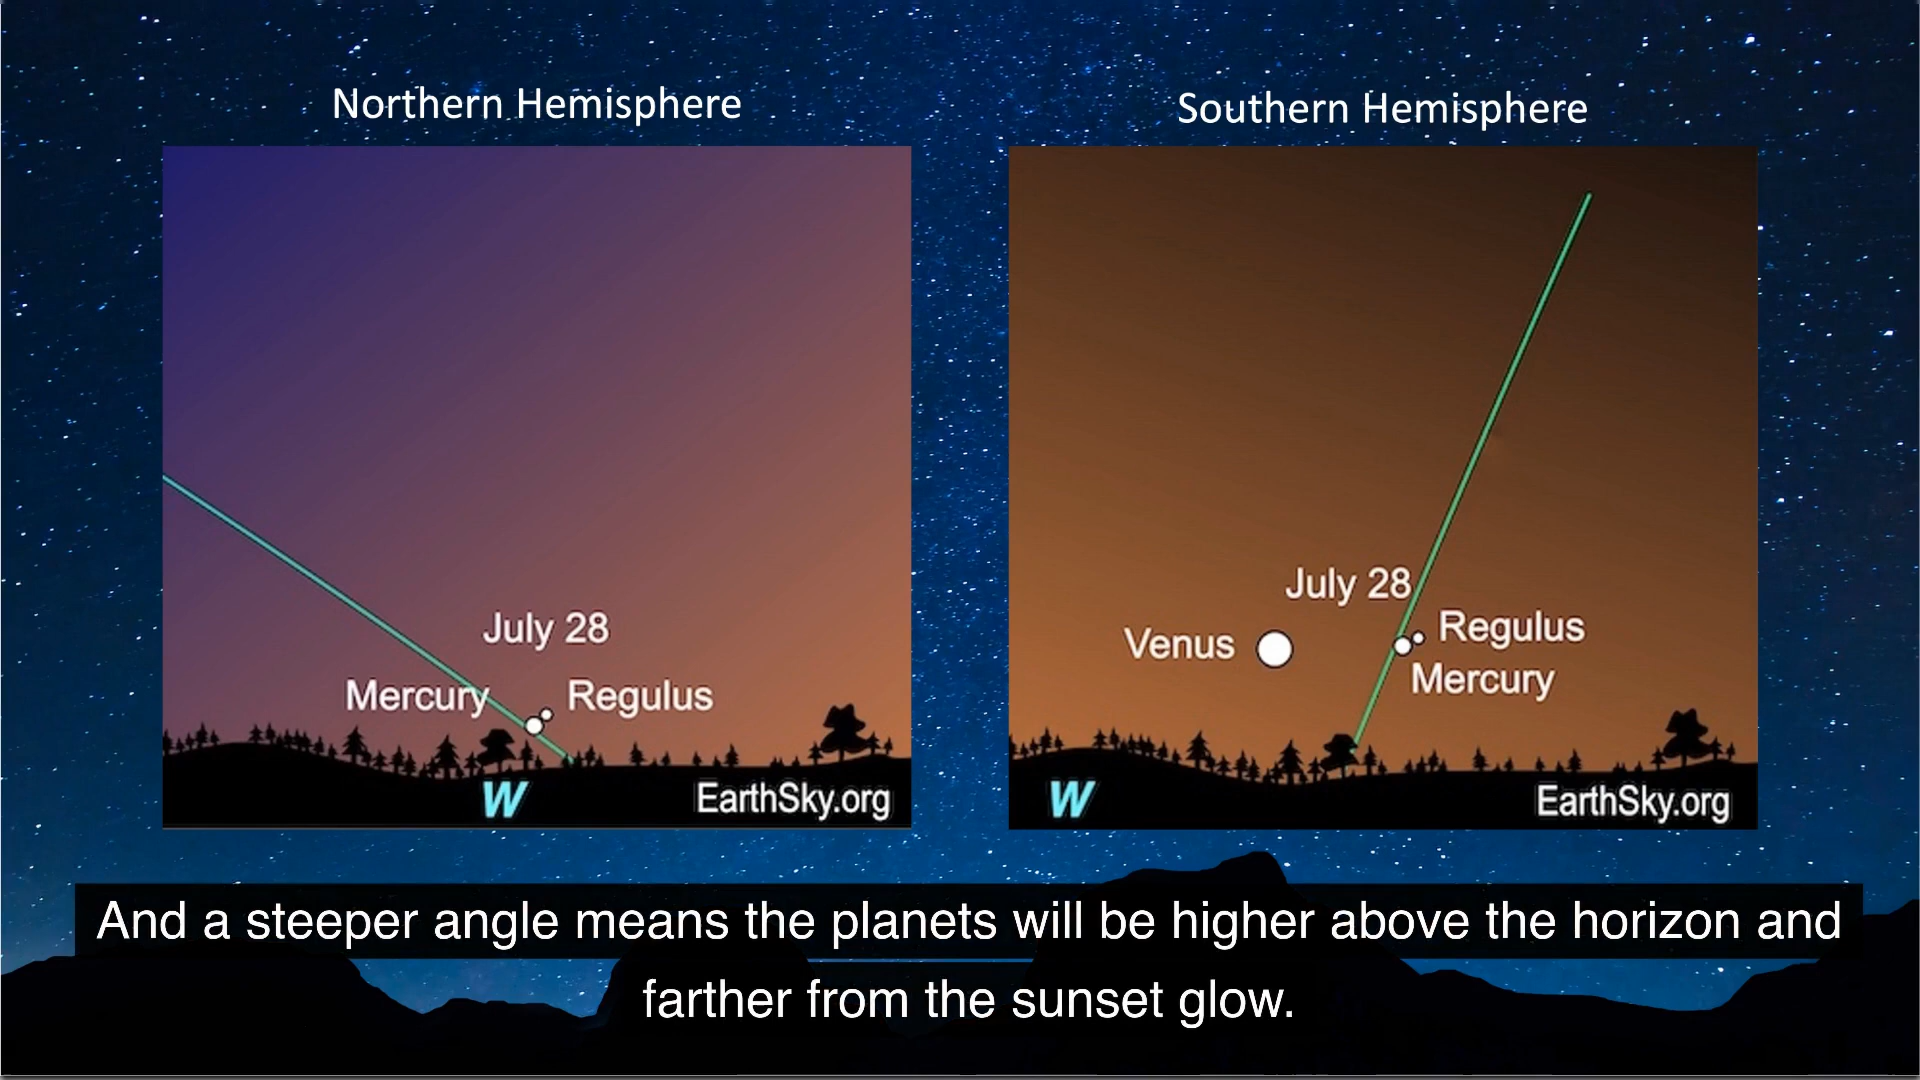 Northern Hemisphere
July 28
Mercury
Regulus
W
EarthSky.org
Southern Hemisphere
July 28
Venus
Regulus
Mercury
W
EarthSky.org
And a steeper angle means the planets will be higher above the horizon and
farther from the sunset glow.